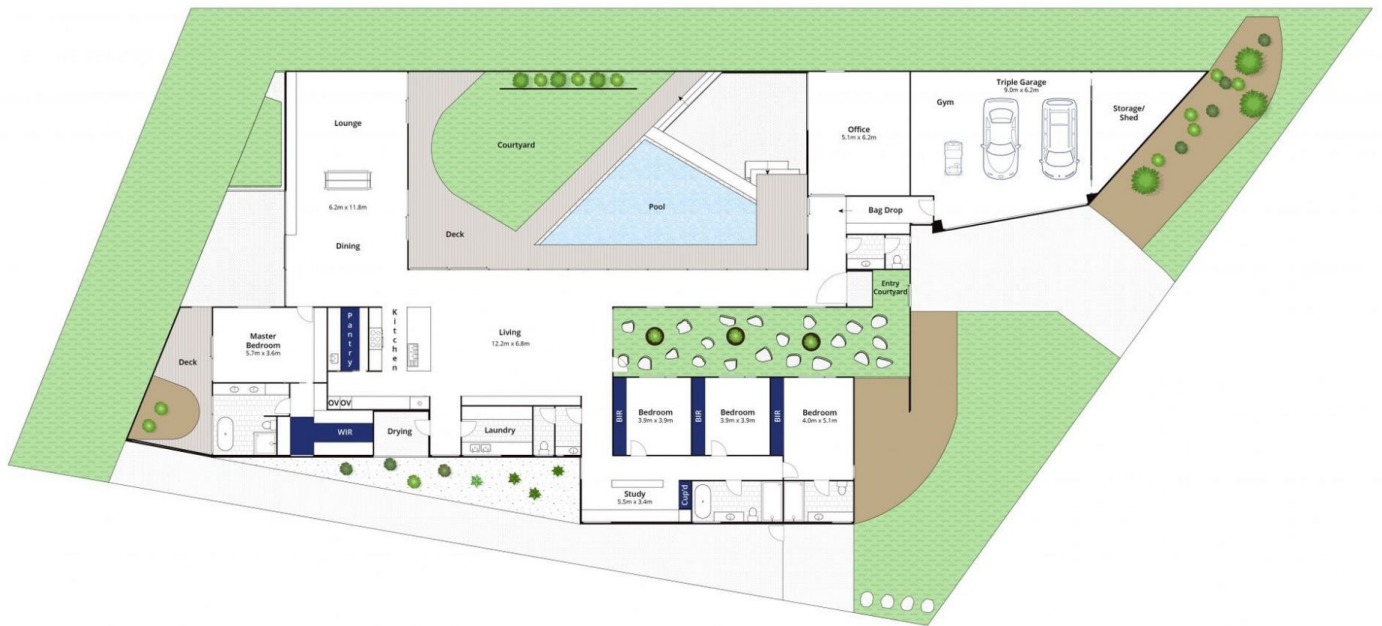 Lounge
6.2m x 11.8m
Dining
Courtyard
Deck
Pool
Office
5.1m x 6.2m
Triple Garage
9.0m x 6.2m
Gym
Storage/
Shed
Bag Drop
Entry
Courtyard
Master
Bedroom
5.7m x 3.6m
Deck
Pantry
Kitchen
Living
12.2m x 6.8m
OV OV
WIR
Drying
Laundry
BIR
Bedroom
3.9m x 3.9m
BIR
Bedroom
3.9m x 3.9m
BIR
Bedroom
4.0m x 5.1m
Study
5.5m x 3.4m
Cup'd